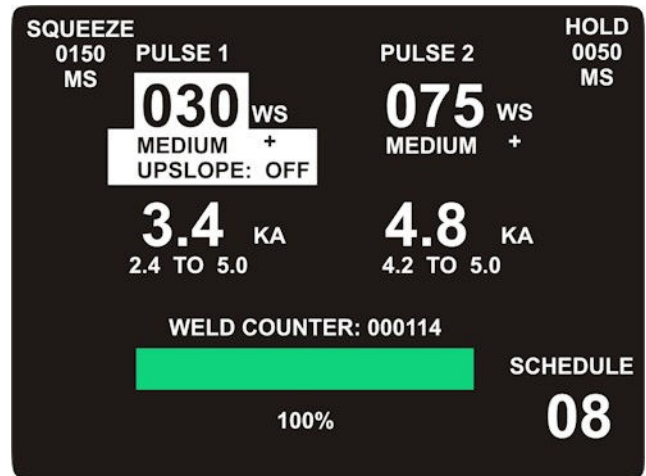 SQUEEZE
0150
MS
PULSE 1
030 WS
MEDIUM +
UPSLOPE: OFF
3.4 KA
2.4 TO 5.0
PULSE 2
075 WS
MEDIUM +
4.8 KA
4.2 TO 5.0
HOLD
0050
MS
WELD COUNTER: 000114
100%
SCHEDULE
08